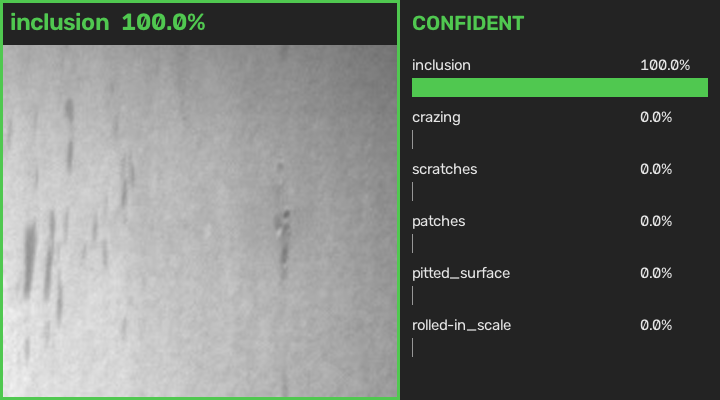 inclusion 100.0%
CONFIDENT
inclusion 100.0%
crazing 0.0%
scratches 0.0%
patches 0.0%
pitted_surface 0.0%
rolled-in_scale 0.0%